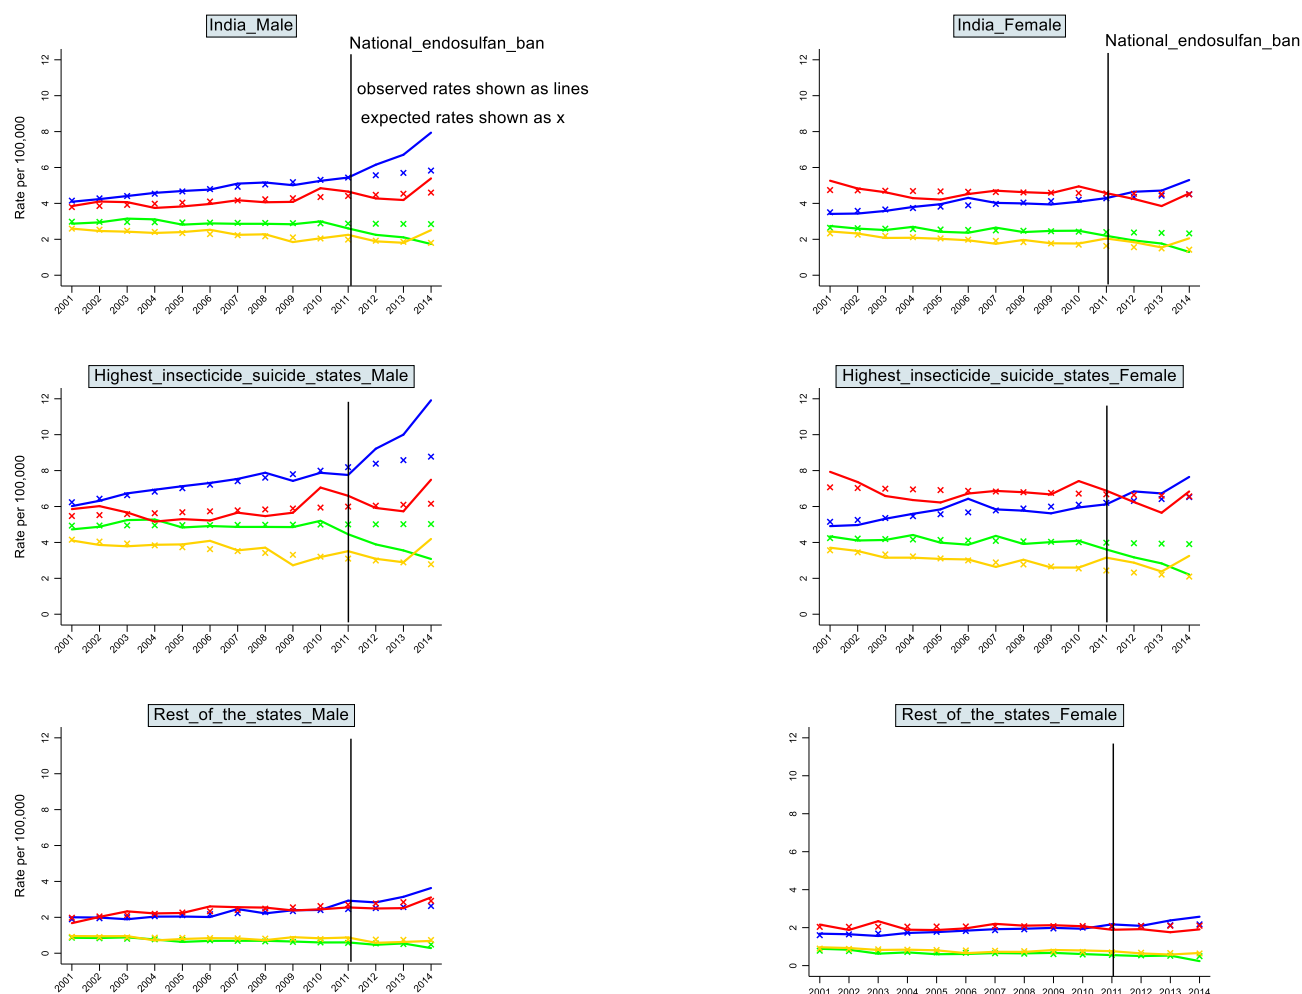 India_Male
National_endosulfan_ban
observed rates shown as lines
expected rates shown as x
Rate per 100,000
0 2 4 6 8 10 12
2001 2002 2003 2004 2005 2006 2007 2008 2009 2010 2011 2012 2013 2014
India_Female
National_endosulfan_ban
0 2 4 6 8 10 12
2001 2002 2003 2004 2005 2006 2007 2008 2009 2010 2011 2012 2013 2014
Highest_insecticide_suicide_states_Male
Rate per 100,000
0 2 4 6 8 10 12
2001 2002 2003 2004 2005 2006 2007 2008 2009 2010 2011 2012 2013 2014
Highest_insecticide_suicide_states_Female
0 2 4 6 8 10 12
2001 2002 2003 2004 2005 2006 2007 2008 2009 2010 2011 2012 2013 2014
Rest_of_the_states_Male
Rate per 100,000
0 2 4 6 8 10 12
2001 2002 2003 2004 2005 2006 2007 2008 2009 2010 2011 2012 2013 2014
Rest_of_the_states_Female
0 2 4 6 8 10 12
2001 2002 2003 2004 2005 2006 2007 2008 2009 2010 2011 2012 2013 2014